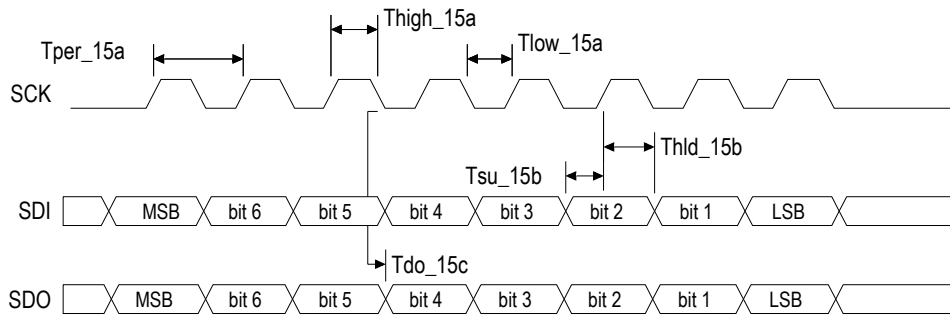 Thigh_15a
Tper_15a
Tlow_15a
SCK
Thld_15b
Tsu_15b
SDI MSB bit 6 bit 5 bit 4 bit 3 bit 2 bit 1 LSB
Tdo_15c
SDO MSB bit 6 bit 5 bit 4 bit 3 bit 2 bit 1 LSB